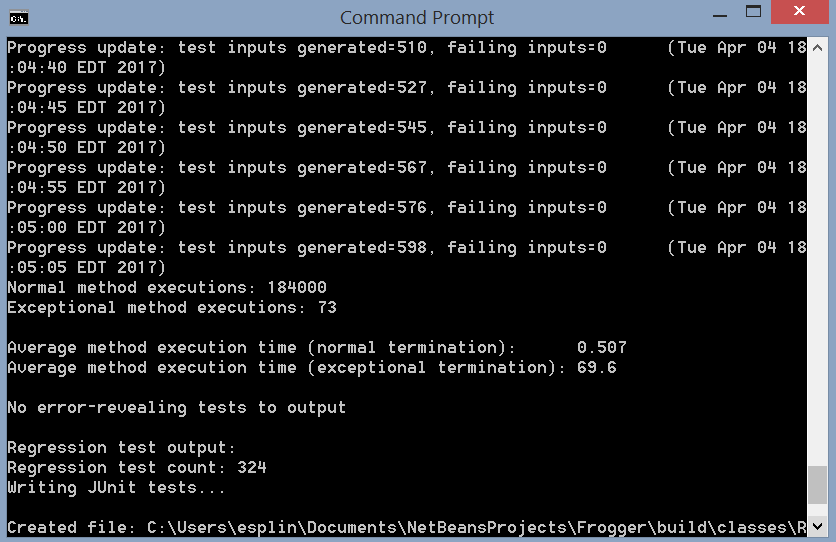 Command Prompt
Progress update: test inputs generated=510, failing inputs=0      (Tue Apr 04 18
:04:40 EDT 2017)
Progress update: test inputs generated=527, failing inputs=0      (Tue Apr 04 18
:04:45 EDT 2017)
Progress update: test inputs generated=545, failing inputs=0      (Tue Apr 04 18
:04:50 EDT 2017)
Progress update: test inputs generated=567, failing inputs=0      (Tue Apr 04 18
:04:55 EDT 2017)
Progress update: test inputs generated=576, failing inputs=0      (Tue Apr 04 18
:05:00 EDT 2017)
Progress update: test inputs generated=598, failing inputs=0      (Tue Apr 04 18
:05:05 EDT 2017)
Normal method executions: 184000
Exceptional method executions: 73
Average method execution time (normal termination):      0.507
Average method execution time (exceptional termination): 69.6
No error-revealing tests to output
Regression test output:
Regression test count: 324
Writing JUnit tests...
Created file: C:\Users\esplin\Documents\NetBeansProjects\Frogger\build\classes\R